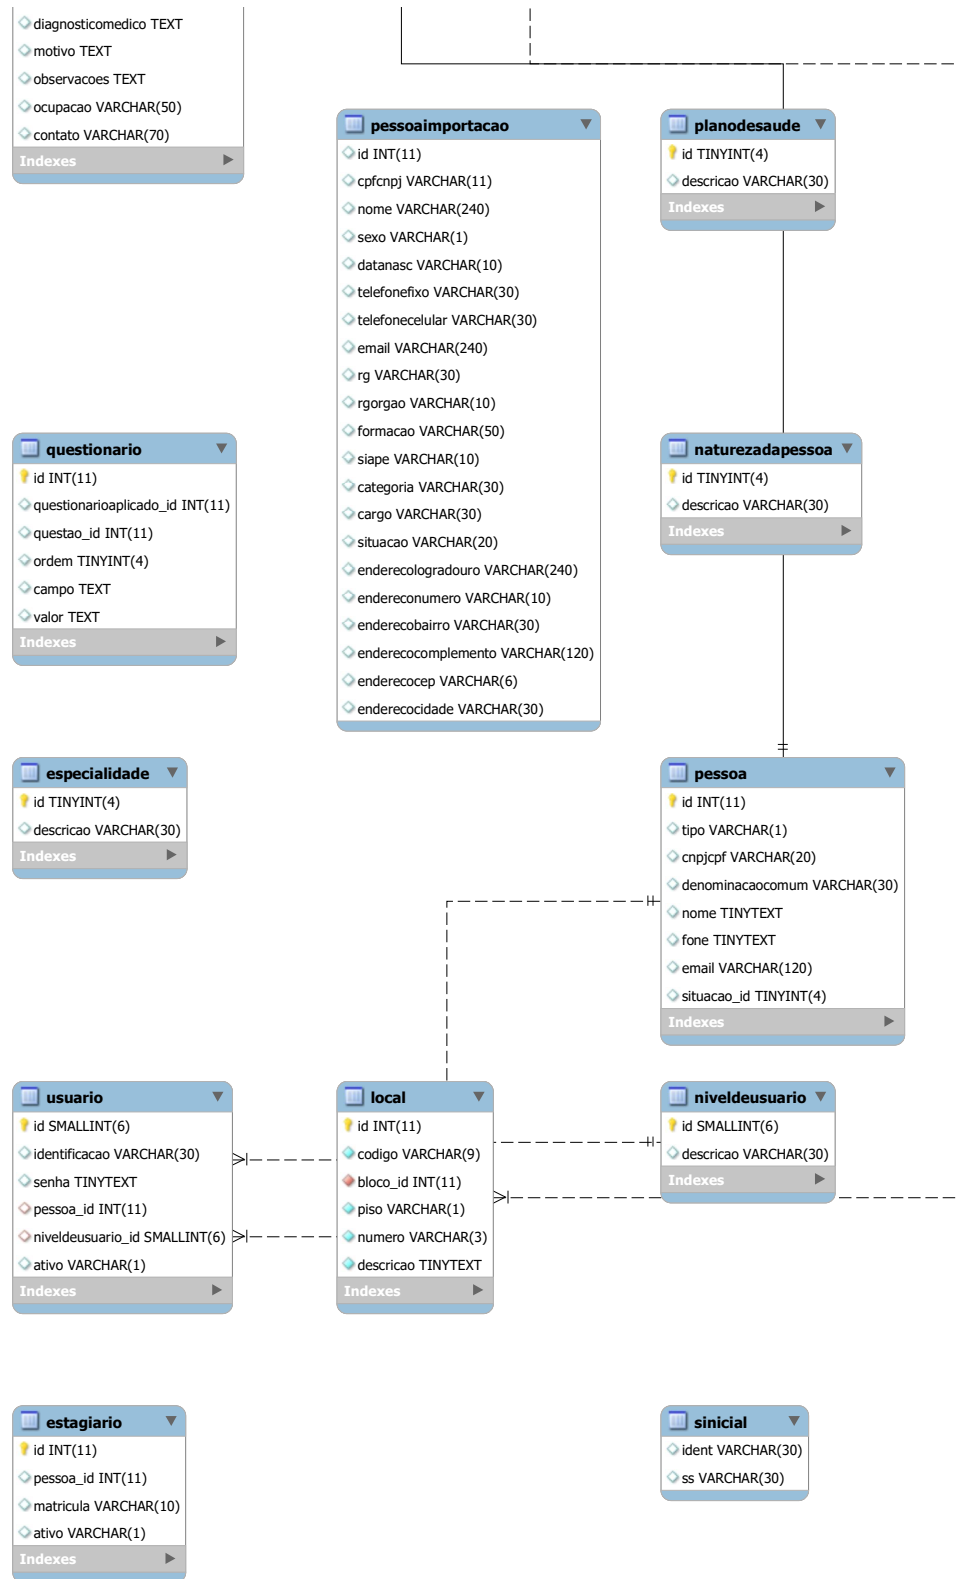 diagnosticomedico TEXT
motivo TEXT
observacoes TEXT
ocupacao VARCHAR(50)
contato VARCHAR(70)
Indexes
pessoaimportacao
id INT(11)
cpfcnpj VARCHAR(11)
nome VARCHAR(240)
sexo VARCHAR(1)
datanasc VARCHAR(10)
telefonefixo VARCHAR(30)
telefonecelular VARCHAR(30)
email VARCHAR(240)
rg VARCHAR(30)
rgorgao VARCHAR(10)
formacao VARCHAR(50)
siape VARCHAR(10)
categoria VARCHAR(30)
cargo VARCHAR(30)
situacao VARCHAR(20)
enderecologradouro VARCHAR(240)
endereconumero VARCHAR(10)
enderecobairro VARCHAR(30)
enderecocomplemento VARCHAR(120)
enderecocep VARCHAR(6)
enderecocidade VARCHAR(30)
planodesaude
id TINYINT(4)
descricao VARCHAR(30)
Indexes
questionario
id INT(11)
questionarioaplicado_id INT(11)
questao_id INT(11)
ordem TINYINT(4)
campo TEXT
valor TEXT
Indexes
naturezadapessoa
id TINYINT(4)
descricao VARCHAR(30)
Indexes
especialidade
id TINYINT(4)
descricao VARCHAR(30)
Indexes
pessoa
id INT(11)
tipo VARCHAR(1)
cnpjcpf VARCHAR(20)
denominacaocomum VARCHAR(30)
nome TINYTEXT
fone TINYTEXT
email VARCHAR(120)
situacao_id TINYINT(4)
Indexes
usuario
id SMALLINT(6)
identificacao VARCHAR(30)
senha TINYTEXT
pessoa_id INT(11)
niveldeusuario_id SMALLINT(6)
ativo VARCHAR(1)
Indexes
local
id INT(11)
codigo VARCHAR(9)
bloco_id INT(11)
piso VARCHAR(1)
numero VARCHAR(3)
descricao TINYTEXT
Indexes
niveldeusuario
id SMALLINT(6)
descricao VARCHAR(30)
Indexes
estagiario
id INT(11)
pessoa_id INT(11)
matricula VARCHAR(10)
ativo VARCHAR(1)
Indexes
sinicial
ident VARCHAR(30)
ss VARCHAR(30)